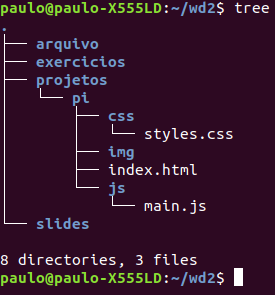 paulo@paulo-X555LD:~/wd2$ tree
.
├── arquivo
├── exercicios
├── projetos
│   └── pi
│       ├── css
│       │   └── styles.css
│       ├── img
│       ├── index.html
│       └── js
│           └── main.js
└── slides
8 directories, 3 files
paulo@paulo-X555LD:~/wd2$